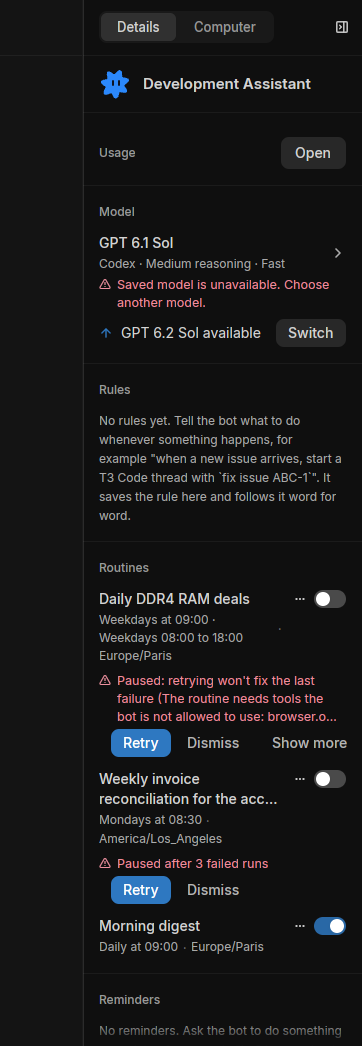 Details Computer
Development Assistant
Usage Open
Model
GPT 6.1 Sol
Codex · Medium reasoning · Fast
Saved model is unavailable. Choose
another model.
GPT 6.2 Sol available Switch
Rules
No rules yet. Tell the bot what to do
whenever something happens, for
example "when a new issue arrives, start a
T3 Code thread with `fix issue ABC-1`". It
saves the rule here and follows it word for
word.
Routines
Daily DDR4 RAM deals
Weekdays at 09:00 ·
Weekdays 08:00 to 18:00 ·
Europe/Paris
Paused: retrying won't fix the last
failure (The routine needs tools the
bot is not allowed to use: browser.o...
Retry Dismiss Show more
Weekly invoice
reconciliation for the acc...
Mondays at 08:30 ·
America/Los_Angeles
Paused after 3 failed runs
Retry Dismiss
Morning digest
Daily at 09:00 · Europe/Paris
Reminders
No reminders. Ask the bot to do something